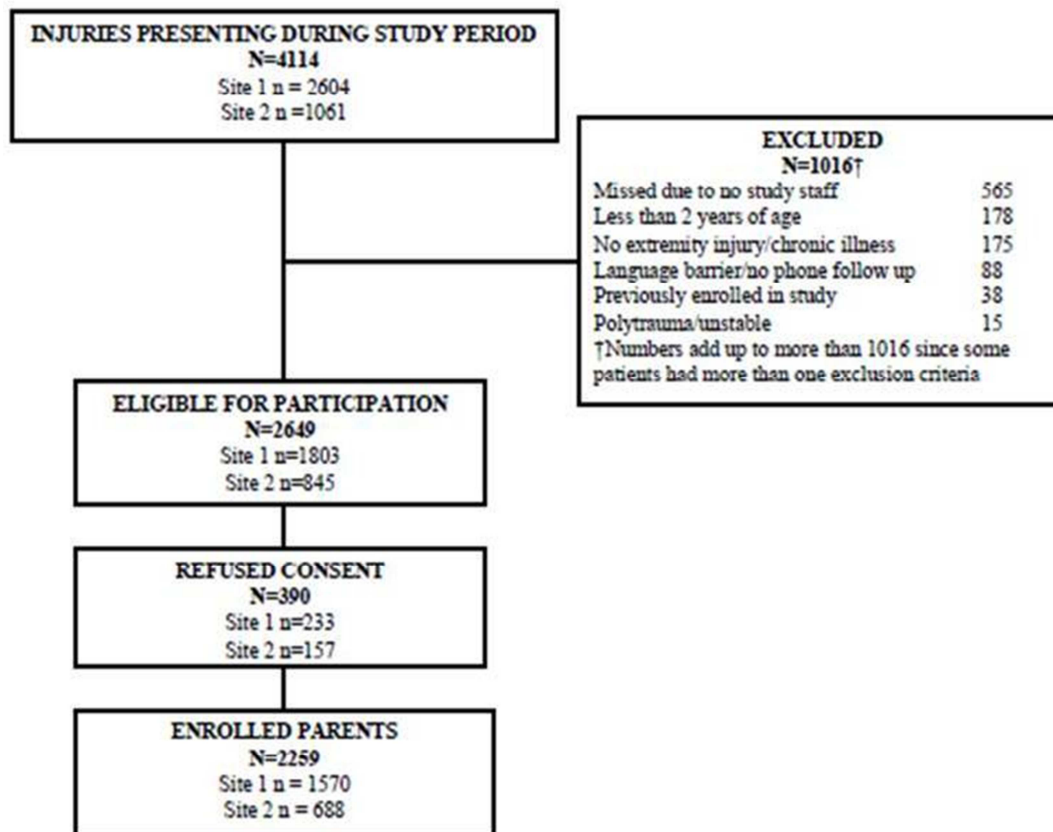 INJURIES PRESENTING DURING STUDY PERIOD
N=4114
Site 1 n = 2604
Site 2 n =1061
EXCLUDED
N=1016†
Missed due to no study staff 565
Less than 2 years of age 178
No extremity injury/chronic illness 175
Language barrier/no phone follow up 88
Previously enrolled in study 38
Polytrauma/unstable 15
†Numbers add up to more than 1016 since some
patients had more than one exclusion criteria
ELIGIBLE FOR PARTICIPATION
N=2649
Site 1 n=1803
Site 2 n=845
REFUSED CONSENT
N=390
Site 1 n=233
Site 2 n=157
ENROLLED PARENTS
N=2259
Site 1 n = 1570
Site 2 n = 688